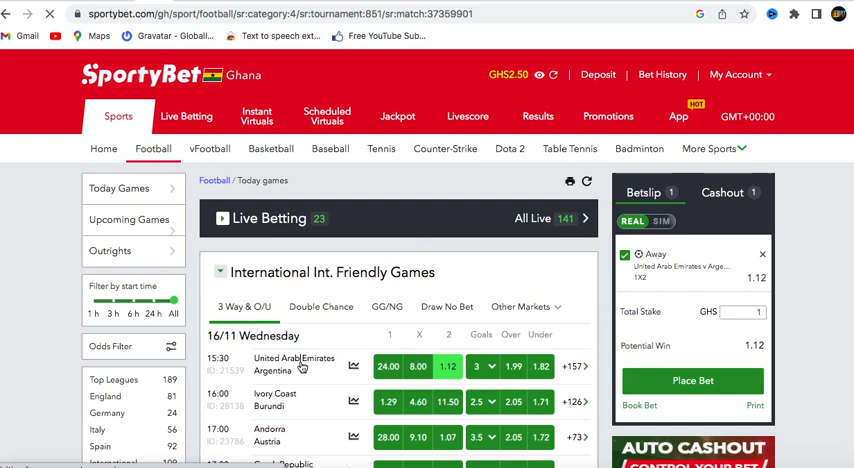 sportybet.com/gh/sport/football/sr:category:4/sr:tournament:851/sr:match:37359901
Gmail
Maps
Gravatar - Globall...
Text to speech ext...
Free YouTube Sub...
SportyBet Ghana
GHS2.50
Deposit
Bet History
My Account
Sports
Live Betting
Instant Virtuals
Scheduled Virtuals
Jackpot
Livescore
Results
Promotions
App
HOT
GMT+00:00
Home
Football
vFootball
Basketball
Baseball
Tennis
Counter-Strike
Dota 2
Table Tennis
Badminton
More Sports
Today Games
Upcoming Games
Outrights
Filter by start time
1 h 3 h 6 h 24 h All
Odds Filter
Top Leagues 189
England 81
Germany 24
Italy 56
Spain 92
Football / Today games
Live Betting 23
All Live 141
International Int. Friendly Games
3 Way & O/U
Double Chance
GG/NG
Draw No Bet
Other Markets
16/11 Wednesday
1 X 2 Goals Over Under
15:30 United Arab Emirates
ID: 21539 Argentina
24.00 8.00 1.12 3 1.99 1.82 +157
16:00 Ivory Coast
ID: 28138 Burundi
1.29 4.60 11.50 2.5 2.05 1.71 +126
17:00 Andorra
ID: 23786 Austria
28.00 9.10 1.07 3.5 2.05 1.72 +73
Betslip 1
Cashout 1
REAL SIM
Away
United Arab Emirates v Arge...
1X2 1.12
Total Stake GHS 1
Potential Win 1.12
Place Bet
Book Bet
Print
AUTO CASHOUT